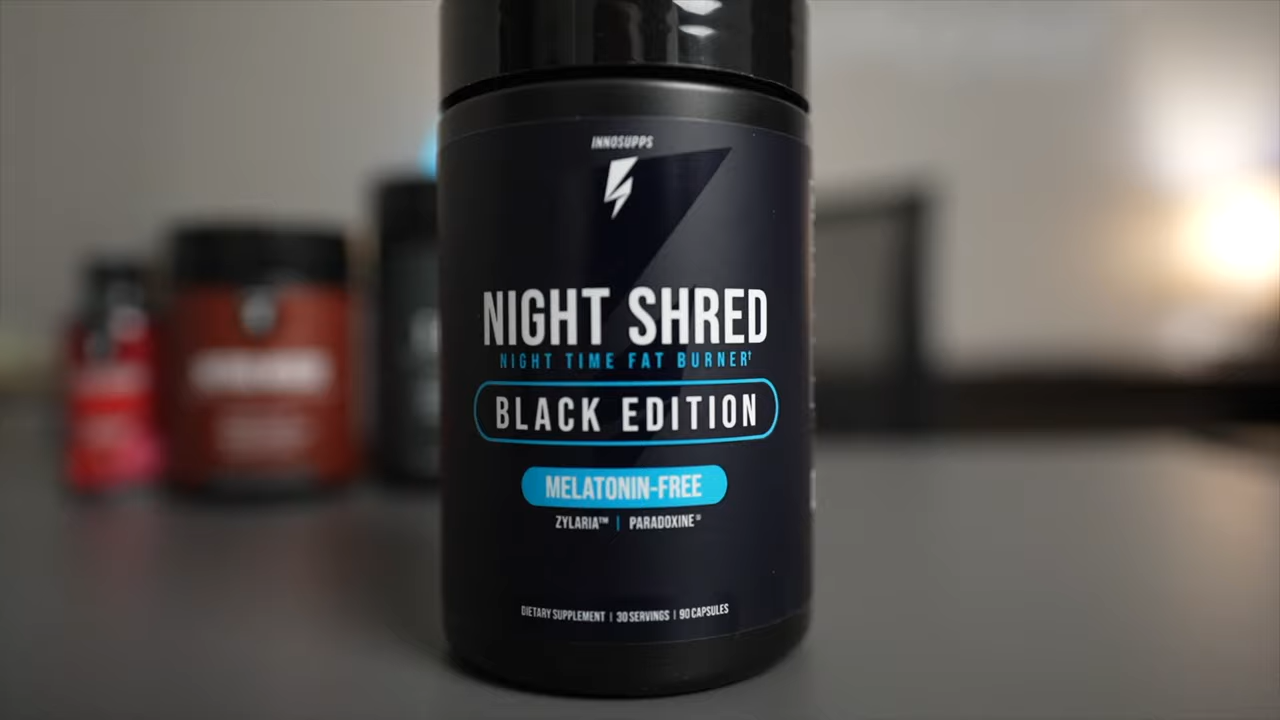 INNOSUPPS
NIGHT SHRED
NIGHT TIME FAT BURNER†
BLACK EDITION
MELATONIN-FREE
ZYLARIA™ | PARADOXINE®
DIETARY SUPPLEMENT | 30 SERVINGS | 90 CAPSULES